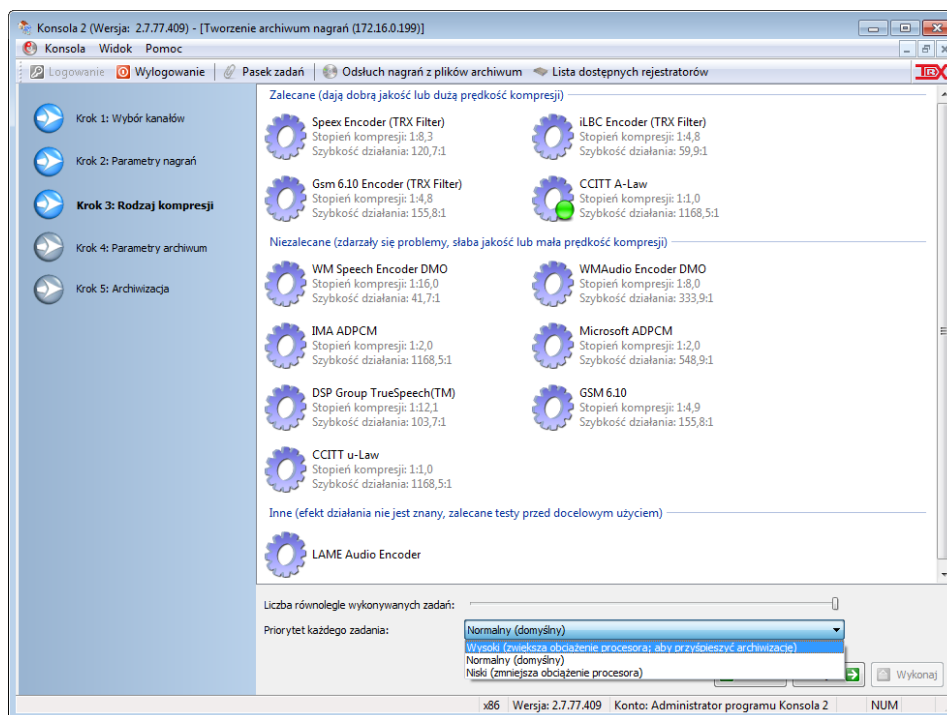 Konsola 2 (Wersja: 2.7.77.409) - [Tworzenie archiwum nagrań (172.16.0.199)]
Konsola Widok Pomoc
Logowanie Wylogowanie Pasek zadań Odsłuch nagrań z plików archiwum Lista dostępnych rejestratorów TRX
Krok 1: Wybór kanałów
Krok 2: Parametry nagrań
Krok 3: Rodzaj kompresji
Krok 4: Parametry archiwum
Krok 5: Archiwizacja
Zalecane (dają dobrą jakość lub dużą prędkość kompresji)
Speex Encoder (TRX Filter)
Stopień kompresji: 1:8,3
Szybkość działania: 120,7:1
iLBC Encoder (TRX Filter)
Stopień kompresji: 1:4,8
Szybkość działania: 59,9:1
Gsm 6.10 Encoder (TRX Filter)
Stopień kompresji: 1:4,8
Szybkość działania: 155,8:1
CCITT A-Law
Stopień kompresji: 1:1,0
Szybkość działania: 1168,5:1
Niezalecane (zdarzały się problemy, słaba jakość lub mała prędkość kompresji)
WM Speech Encoder DMO
Stopień kompresji: 1:16,0
Szybkość działania: 41,7:1
WMAudio Encoder DMO
Stopień kompresji: 1:8,0
Szybkość działania: 333,9:1
IMA ADPCM
Stopień kompresji: 1:2,0
Szybkość działania: 1168,5:1
Microsoft ADPCM
Stopień kompresji: 1:2,0
Szybkość działania: 548,9:1
DSP Group TrueSpeech(TM)
Stopień kompresji: 1:12,1
Szybkość działania: 103,7:1
GSM 6.10
Stopień kompresji: 1:4,9
Szybkość działania: 155,8:1
CCITT u-Law
Stopień kompresji: 1:1,0
Szybkość działania: 1168,5:1
Inne (efekt działania nie jest znany, zalecane testy przed docelowym użyciem)
LAME Audio Encoder
Liczba równolegle wykonywanych zadań:
Priorytet każdego zadania: Normalny (domyślny)
Wysoki (zwiększa obciążenie procesora; aby przyśpieszyć archiwizację)
Normalny (domyślny)
Niski (zmniejsza obciążenie procesora)
Wykonaj
x86 Wersja: 2.7.77.409 Konto: Administrator programu Konsola 2 NUM